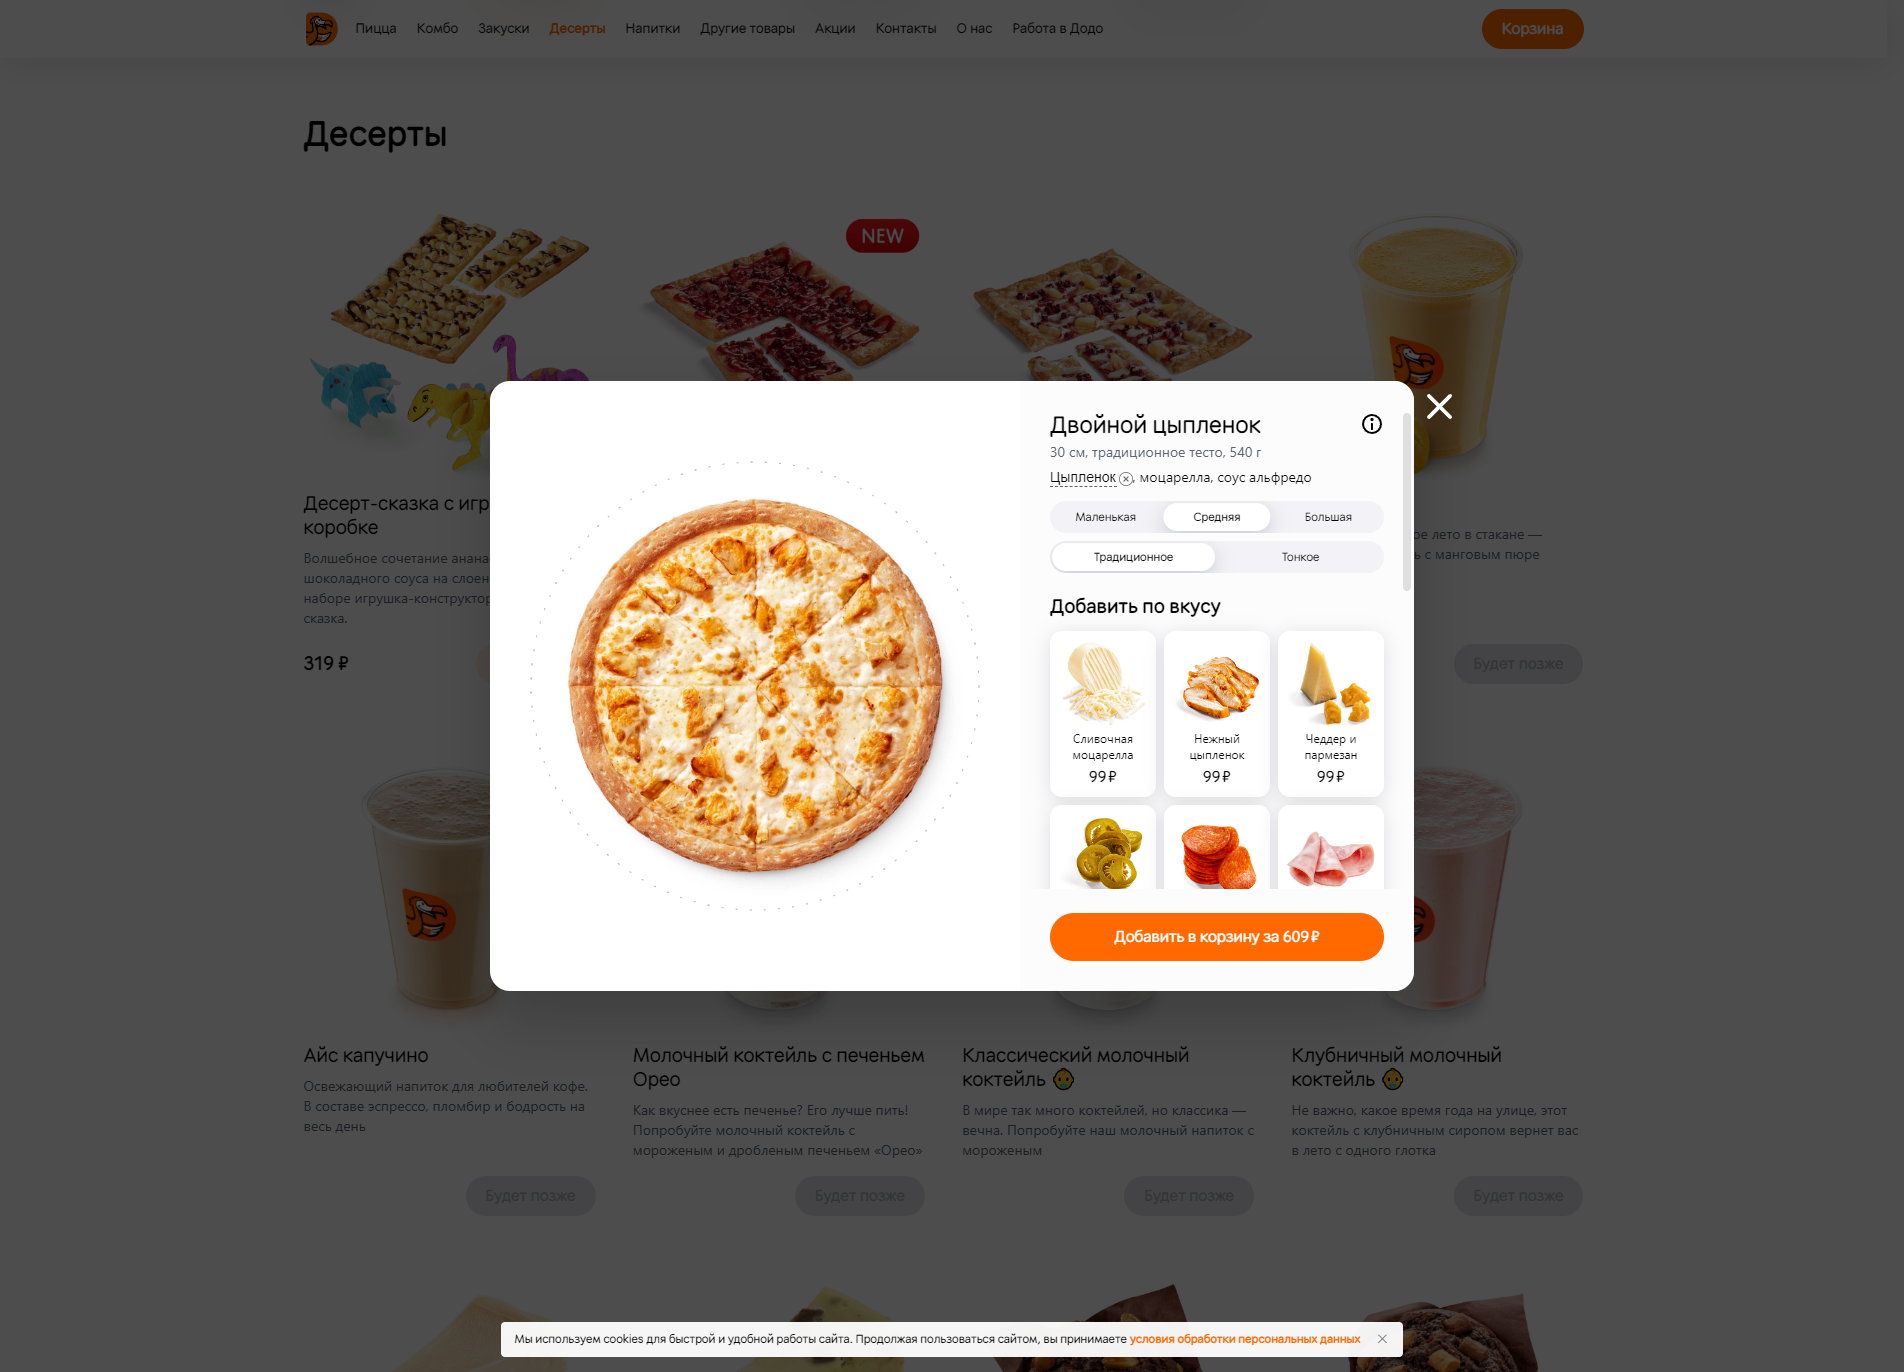 Пицца Комбо Закуски Десерты Напитки Другие товары Акции Контакты О нас Работа в Додо
Корзина
Десерты
NEW
Десерт-сказка с игр
коробке
Волшебное сочетание анана
шоколадного соуса на слоен
наборе игрушка-конструктор
сказка.
319 ₽
ое лето в стакане —
ь с манговым пюре
Будет позже
Двойной цыпленок
30 см, традиционное тесто, 540 г
Цыпленок, моцарелла, соус альфредо
Маленькая Средняя Большая
Традиционное Тонкое
Добавить по вкусу
Сливочная
моцарелла
99 ₽
Нежный
цыпленок
99 ₽
Чеддер и
пармезан
99 ₽
Добавить в корзину за 609 ₽
Айс капучино
Освежающий напиток для любителей кофе.
В составе эспрессо, пломбир и бодрость на
весь день
Будет позже
Молочный коктейль с печеньем
Орео
Как вкуснее есть печенье? Его лучше пить!
Попробуйте молочный коктейль с
мороженым и дробленым печеньем «Орео»
Будет позже
Классический молочный
коктейль 👶
В мире так много коктейлей, но классика —
вечна. Попробуйте наш молочный напиток с
мороженым
Будет позже
Клубничный молочный
коктейль 👶
Не важно, какое время года на улице, этот
коктейль с клубничным сиропом вернет вас
в лето с одного глотка
Будет позже
Мы используем cookies для быстрой и удобной работы сайта. Продолжая пользоваться сайтом, вы принимаете условия обработки персональных данных